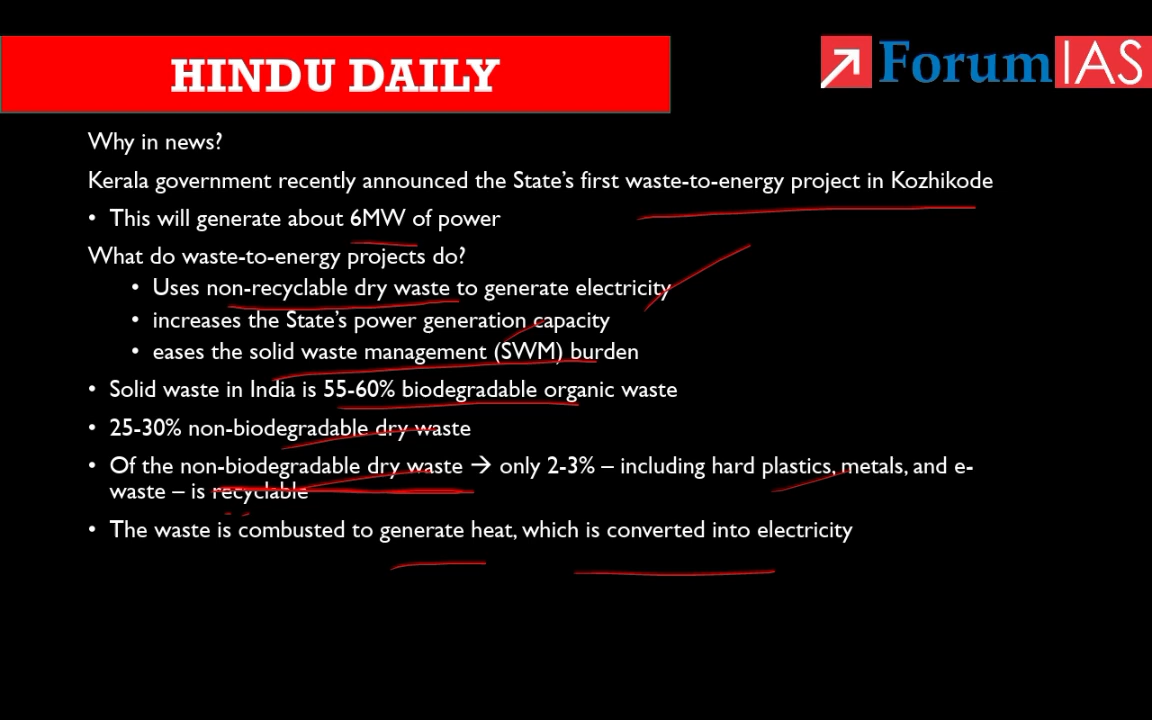 HINDU DAILY
ForumIAS
Why in news?
Kerala government recently announced the State's first waste-to-energy project in Kozhikode
• This will generate about 6MW of power
What do waste-to-energy projects do?
• Uses non-recyclable dry waste to generate electricity
• increases the State's power generation capacity
• eases the solid waste management (SWM) burden
• Solid waste in India is 55-60% biodegradable organic waste
• 25-30% non-biodegradable dry waste
• Of the non-biodegradable dry waste → only 2-3% – including hard plastics, metals, and e-
waste – is recyclable
• The waste is combusted to generate heat, which is converted into electricity